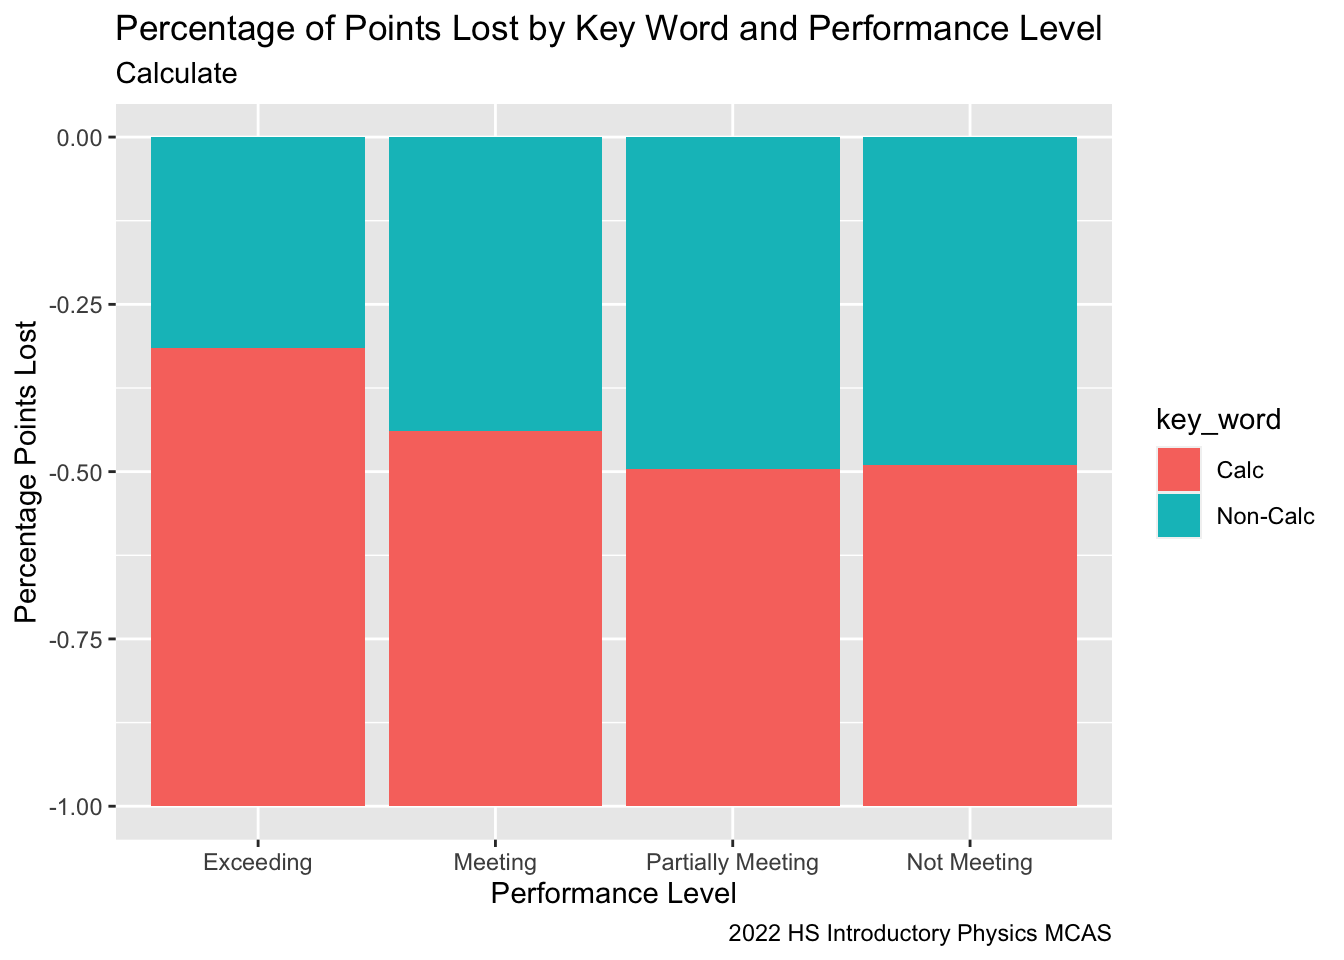 Percentage of Points Lost by Key Word and Performance Level
Calculate
Percentage Points Lost
0.00
-0.25
-0.50
-0.75
-1.00
Exceeding Meeting Partially Meeting Not Meeting
Performance Level
key_word
Calc
Non-Calc
2022 HS Introductory Physics MCAS